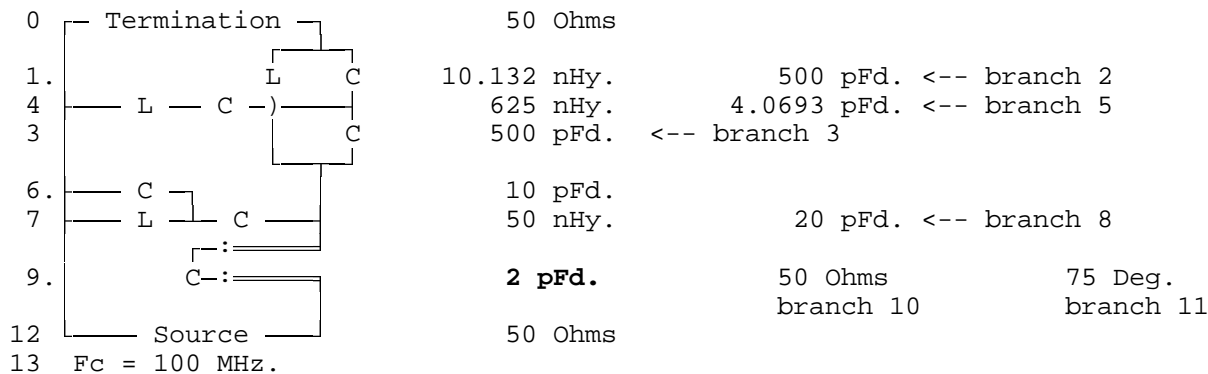 0 Termination 50 Ohms
1. L C 10.132 nHy. 500 pFd. <-- branch 2
4 L C ) 625 nHy. 4.0693 pFd. <-- branch 5
3 C 500 pFd. <-- branch 3
6. C 10 pFd.
7 L C 50 nHy. 20 pFd. <-- branch 8
:
9. C : 2 pFd. 50 Ohms 75 Deg.
branch 10 branch 11
12 Source 50 Ohms
13 Fc = 100 MHz.